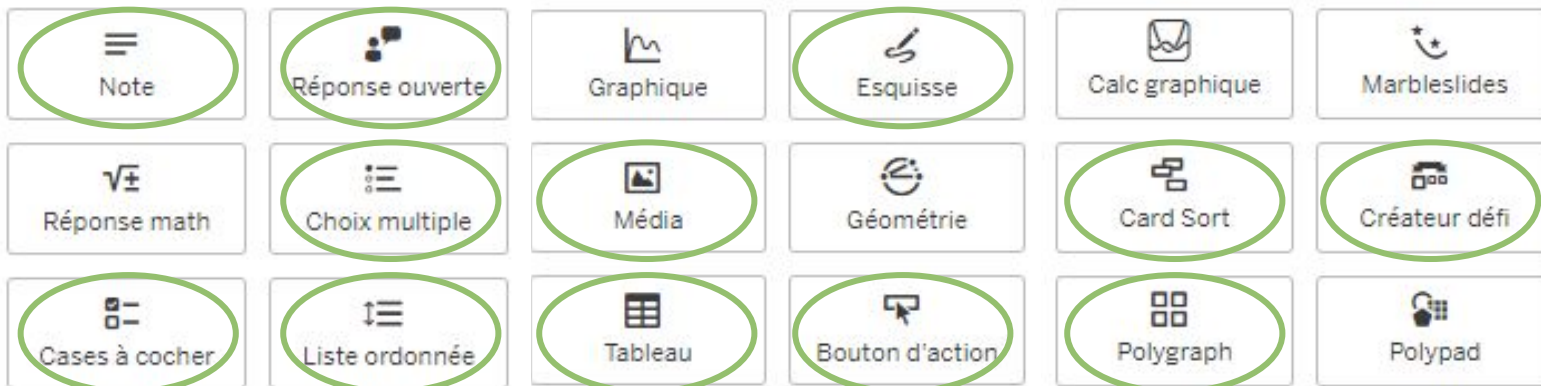 Note
Réponse ouverte
Graphique
Esquisse
Calc graphique
Marbleslides
Réponse math
Choix multiple
Média
Géométrie
Card Sort
Créateur défi
Cases à cocher
Liste ordonnée
Tableau
Bouton d'action
Polygraph
Polypad